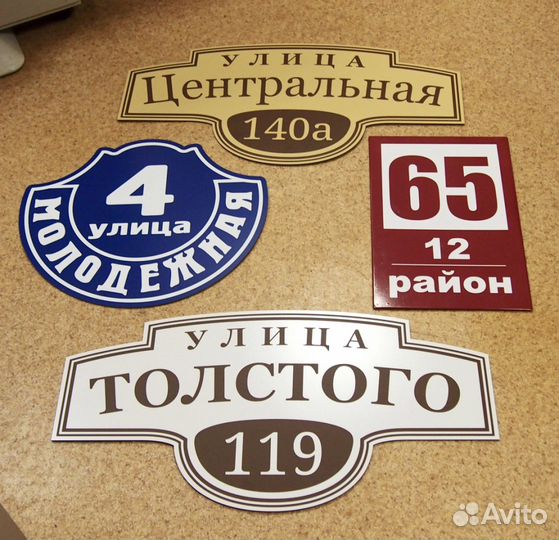 УЛИЦА
Центральная
140а
4
улица
МОЛОДЕЖНАЯ
65
12
район
УЛИЦА
ТОЛСТОГО
119
Avito